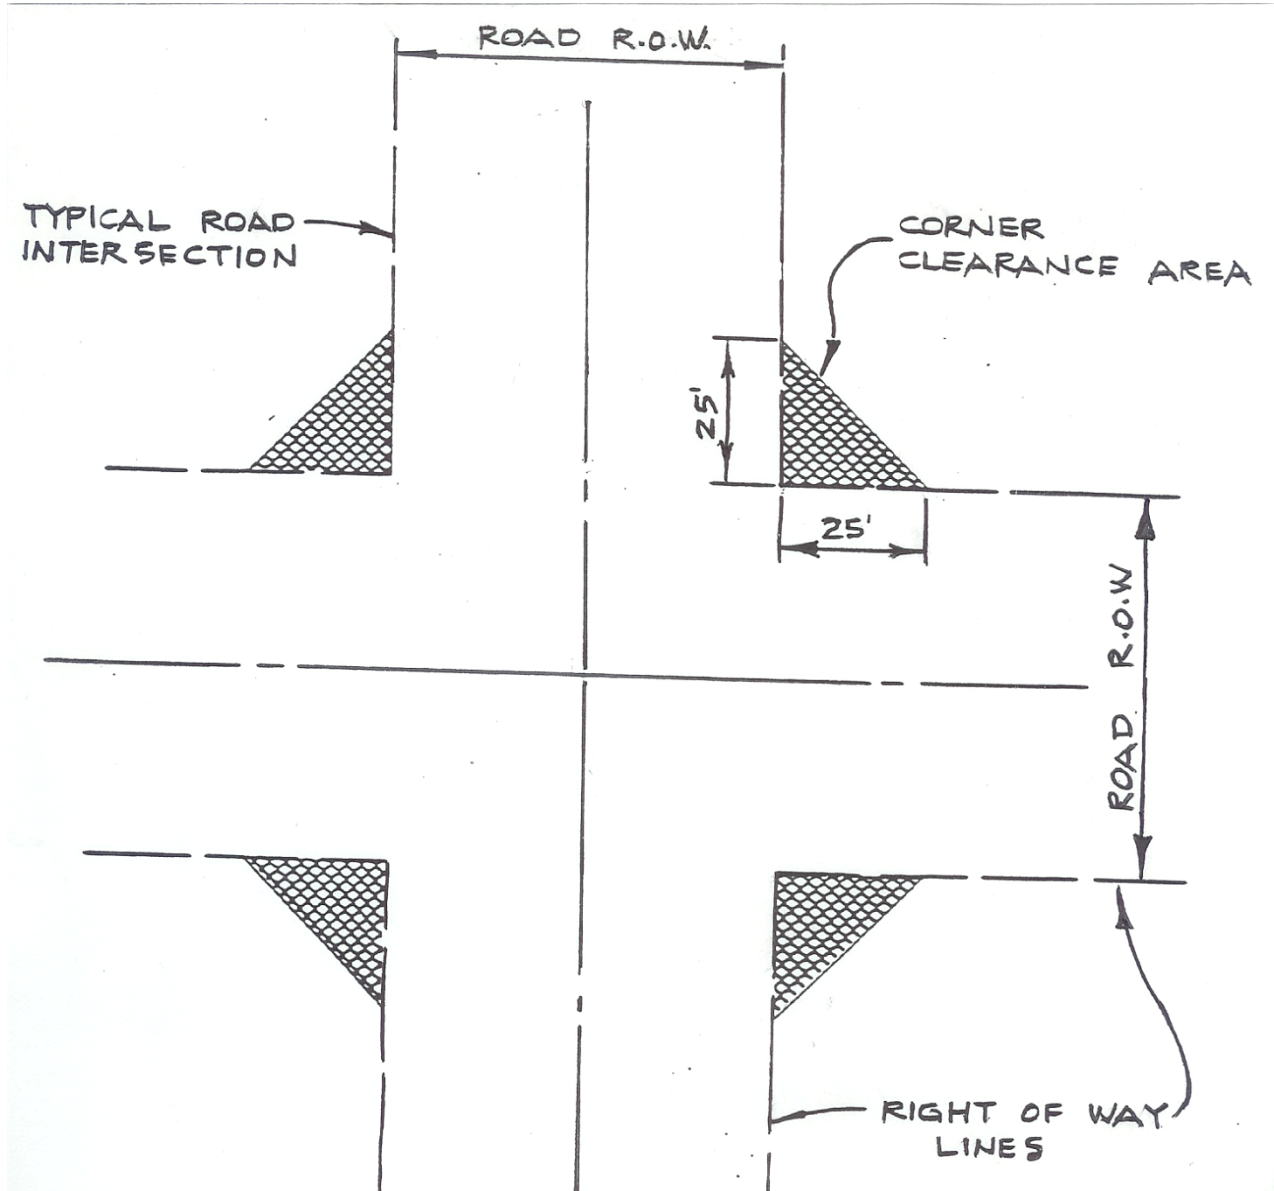 ROAD R.O.W.
TYPICAL ROAD
INTERSECTION
CORNER
CLEARANCE AREA
25'
25'
ROAD R.O.W
RIGHT OF WAY
LINES